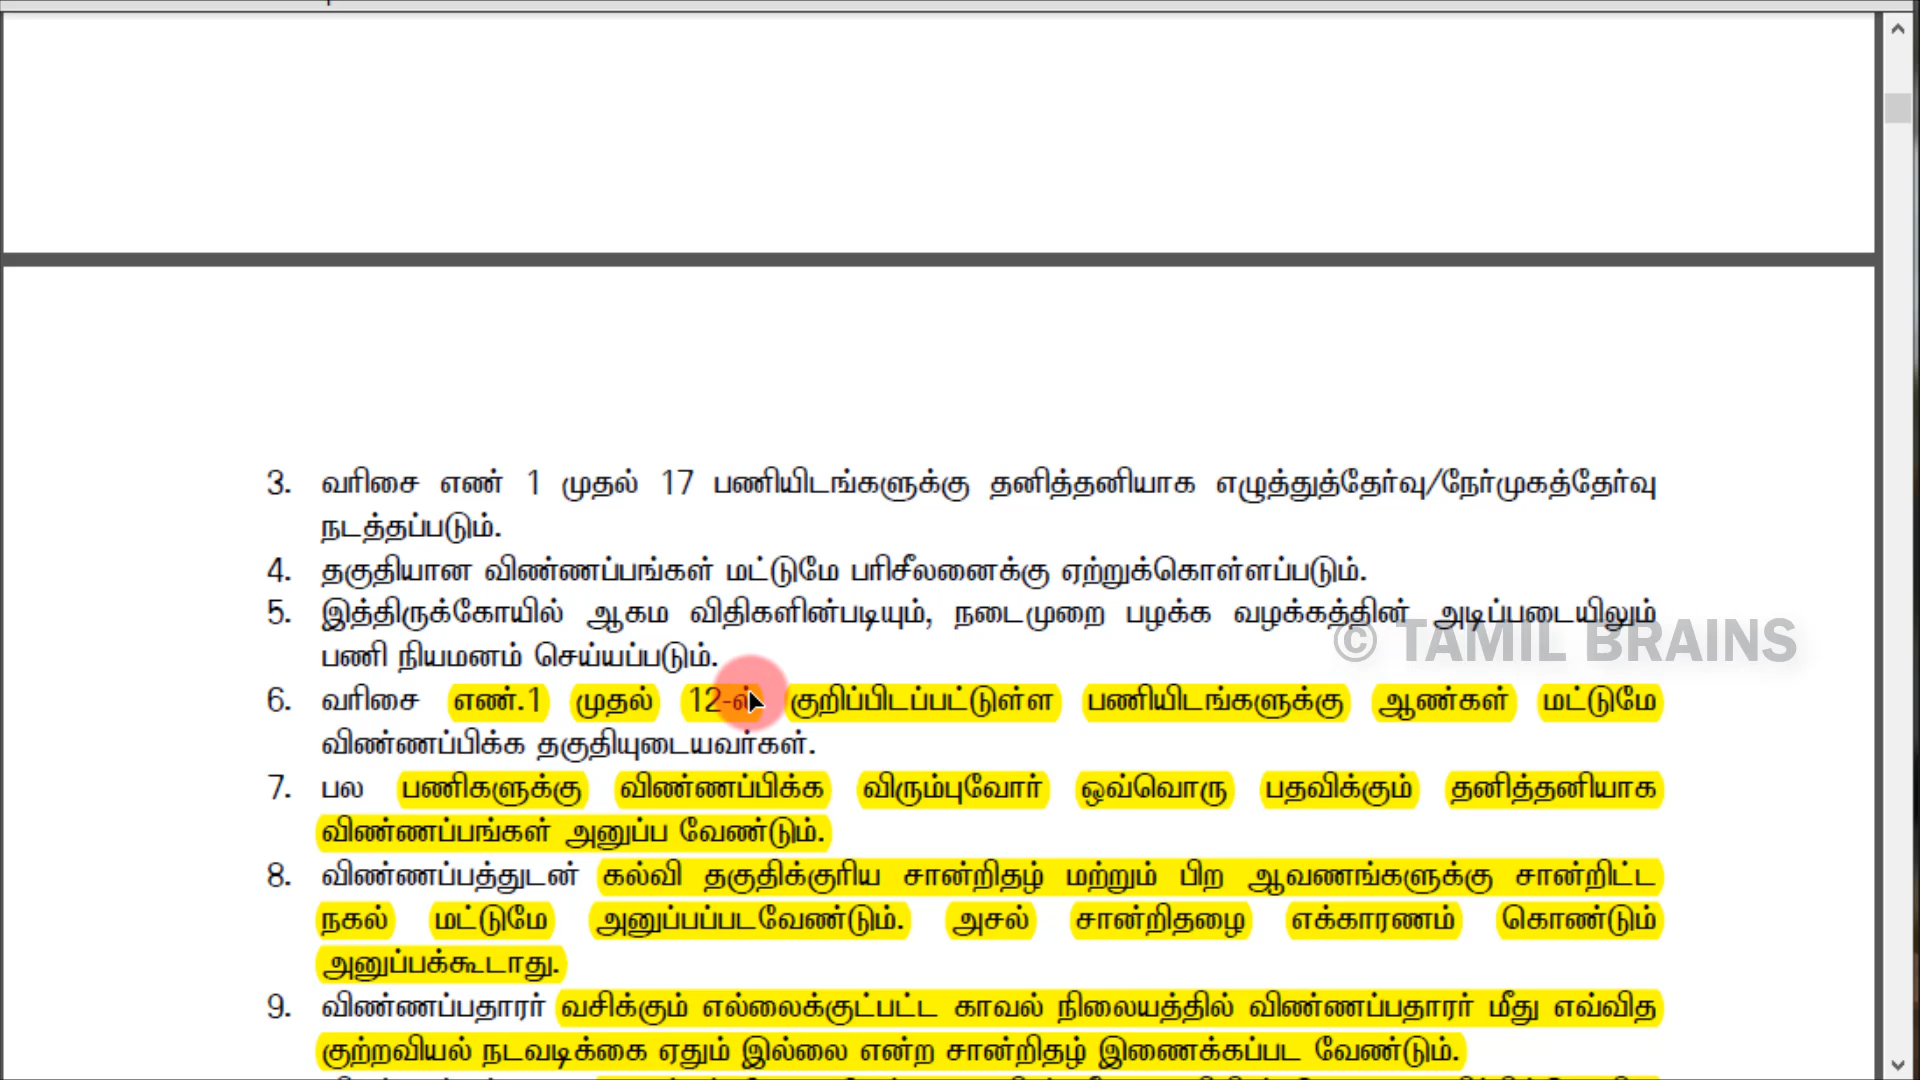 3. வரிசை எண் 1 முதல் 17 பணியிடங்களுக்கு தனித்தனியாக எழுத்துத்தேர்வு/நேர்முகத்தேர்வு
நடத்தப்படும்.
4. தகுதியான விண்ணப்பங்கள் மட்டுமே பரிசீலனைக்கு ஏற்றுக்கொள்ளப்படும்.
5. இத்திருக்கோயில் ஆகம விதிகளின்படியும், நடைமுறை பழக்க வழக்கத்தின் அடிப்படையிலும்
பணி நியமனம் செய்யப்படும்.
© TAMIL BRAINS
6. வரிசை எண்.1 முதல் 12-ல் குறிப்பிடப்பட்டுள்ள பணியிடங்களுக்கு ஆண்கள் மட்டுமே
விண்ணப்பிக்க தகுதியுடையவர்கள்.
7. பல பணிகளுக்கு விண்ணப்பிக்க விரும்புவோர் ஒவ்வொரு பதவிக்கும் தனித்தனியாக
விண்ணப்பங்கள் அனுப்ப வேண்டும்.
8. விண்ணப்பத்துடன் கல்வி தகுதிக்குரிய சான்றிதழ் மற்றும் பிற ஆவணங்களுக்கு சான்றிட்ட
நகல் மட்டுமே அனுப்பப்படவேண்டும். அசல் சான்றிதழை எக்காரணம் கொண்டும்
அனுப்பக்கூடாது.
9. விண்ணப்பதாரர் வசிக்கும் எல்லைக்குட்பட்ட காவல் நிலையத்தில் விண்ணப்பதாரர் மீது எவ்வித
குற்றவியல் நடவடிக்கை ஏதும் இல்லை என்ற சான்றிதழ் இணைக்கப்பட வேண்டும்.